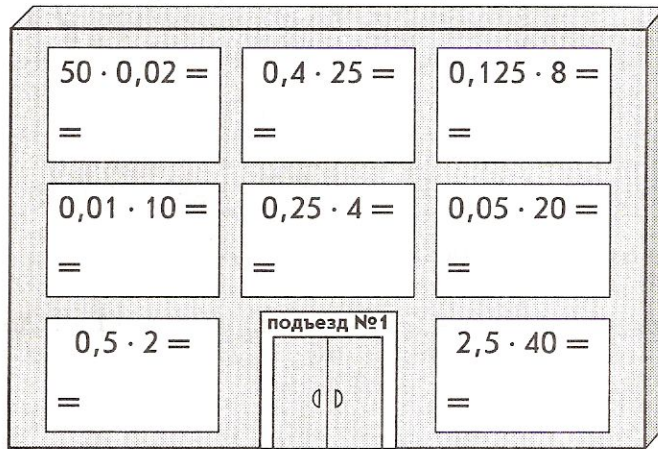 50 · 0,02 =
=
0,4 · 25 =
=
0,125 · 8 =
=
0,01 · 10 =
=
0,25 · 4 =
=
0,05 · 20 =
=
0,5 · 2 =
=
подъезд №1
2,5 · 40 =
=